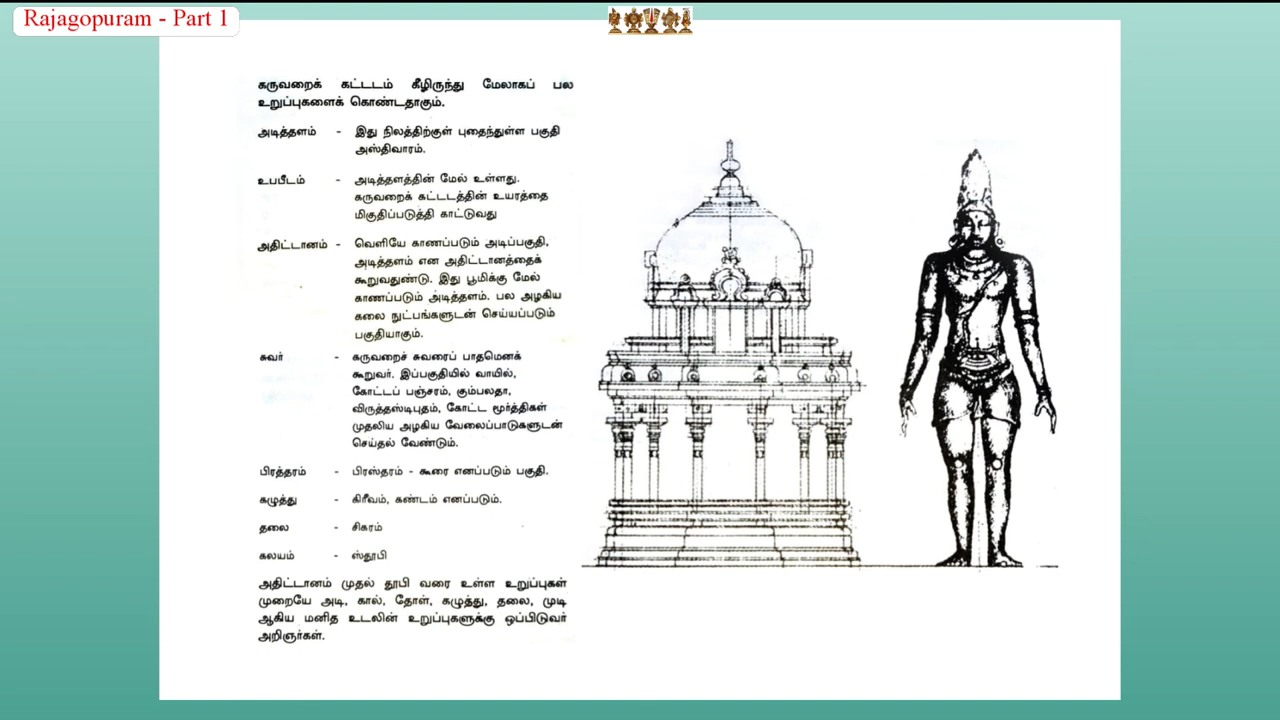 Rajagopuram - Part 1
கருவறைக் கட்டடம் கீழிருந்து மேலாகப் பல
உறுப்புகளைக் கொண்டதாகும்.
அடித்தளம் - இது நிலத்திற்குள் புதைந்துள்ள பகுதி
அஸ்திவாரம்.
உபபீடம் - அடித்தளத்தின் மேல் உள்ளது.
கருவறைக் கட்டடத்தின் உயரத்தை
மிகுதிப்படுத்தி காட்டுவது
அதிட்டானம் - வெளியே காணப்படும் அடிப்பகுதி,
அடித்தளம் என அதிட்டானத்தைக்
கூறுவதுண்டு. இது பூமிக்கு மேல்
காணப்படும் அடித்தளம். பல அழகிய
கலை நுட்பங்களுடன் செய்யப்படும்
பகுதியாகும்.
சுவர் - கருவறைச் சுவரைப் பாதமெனக்
கூறுவர். இப்பகுதியில் வாயில்,
கோட்டப் பஞ்சரம், கும்பலதா,
விருத்தஸ்டிபுதம், கோட்ட மூர்த்திகள்
முதலிய அழகிய வேலைப்பாடுகளுடன்
செய்தல் வேண்டும்.
பிரத்தரம் - பிரஸ்தரம் - கூரை எனப்படும் பகுதி.
கழுத்து - கிரீவம், கண்டம் எனப்படும்.
தலை - சிகரம்
கலயம் - ஸ்தூபி
அதிட்டானம் முதல் தூபி வரை உள்ள உறுப்புகள்
முறையே அடி, கால், தோள், கழுத்து, தலை, முடி
ஆகிய மனித உடலின் உறுப்புகளுக்கு ஒப்பிடுவர்
அறிஞர்கள்.